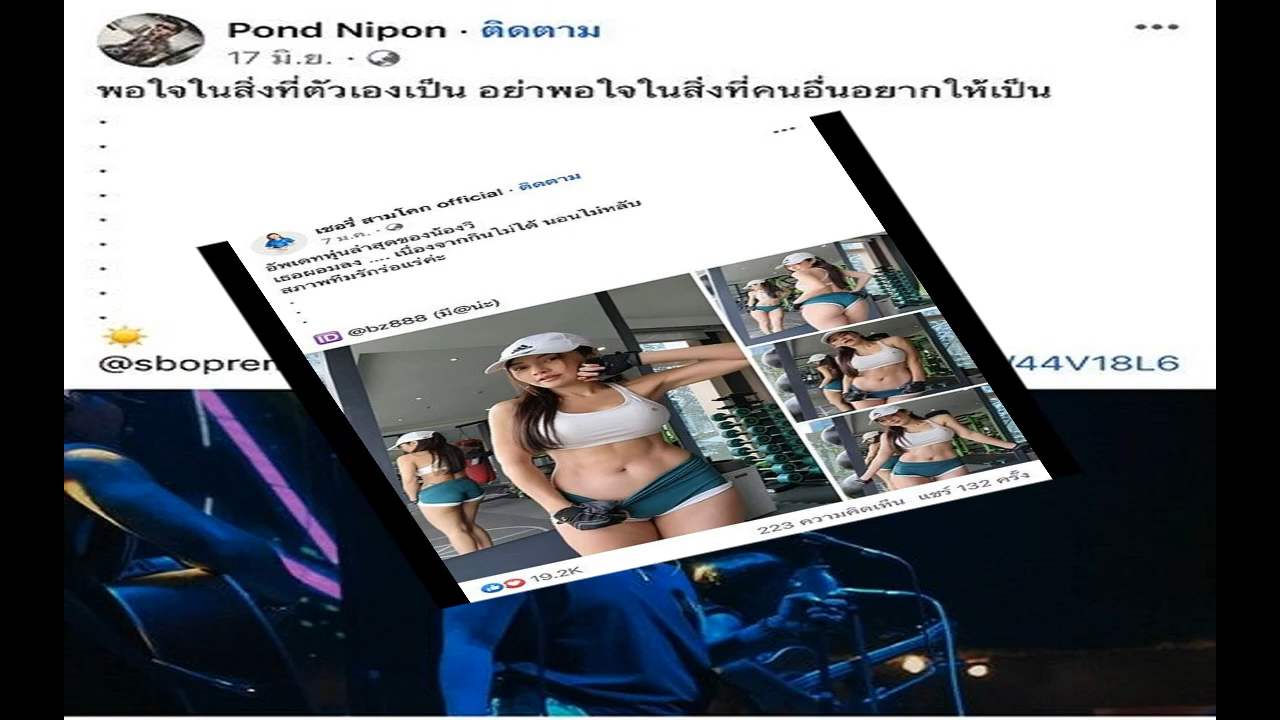 Pond Nipon · ติดตาม
17 มิ.ย. ·
พอใจในสิ่งที่ตัวเองเป็น อย่าพอใจในสิ่งที่คนอื่นอยากให้เป็น
เชอรี่ สามโคก official · ติดตาม
7 ม.ค. ·
อัพเดทหุ่นล่าสุดของน้องวิ
เธอผอมลง .... เนื่องจากกินไม่ได้ นอนไม่หลับ
สภาพทีมรักร่อแร่ค่ะ
ID @bz888 (มี@น่ะ)
223 ความคิดเห็น แชร์ 132 ครั้ง
19.2K